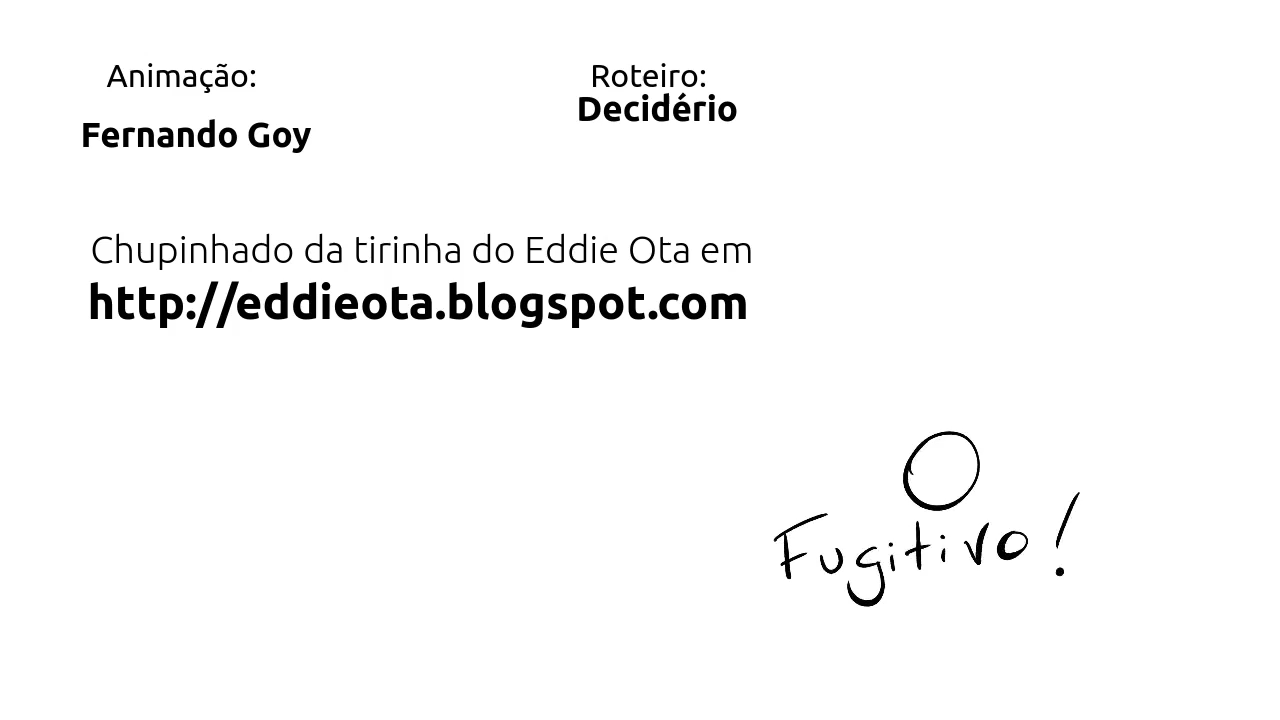 Animação:
Fernando Goy
Roteiro:
Decidério
Chupinhado da tirinha do Eddie Ota em
http://eddieota.blogspot.com
O
Fugitivo!